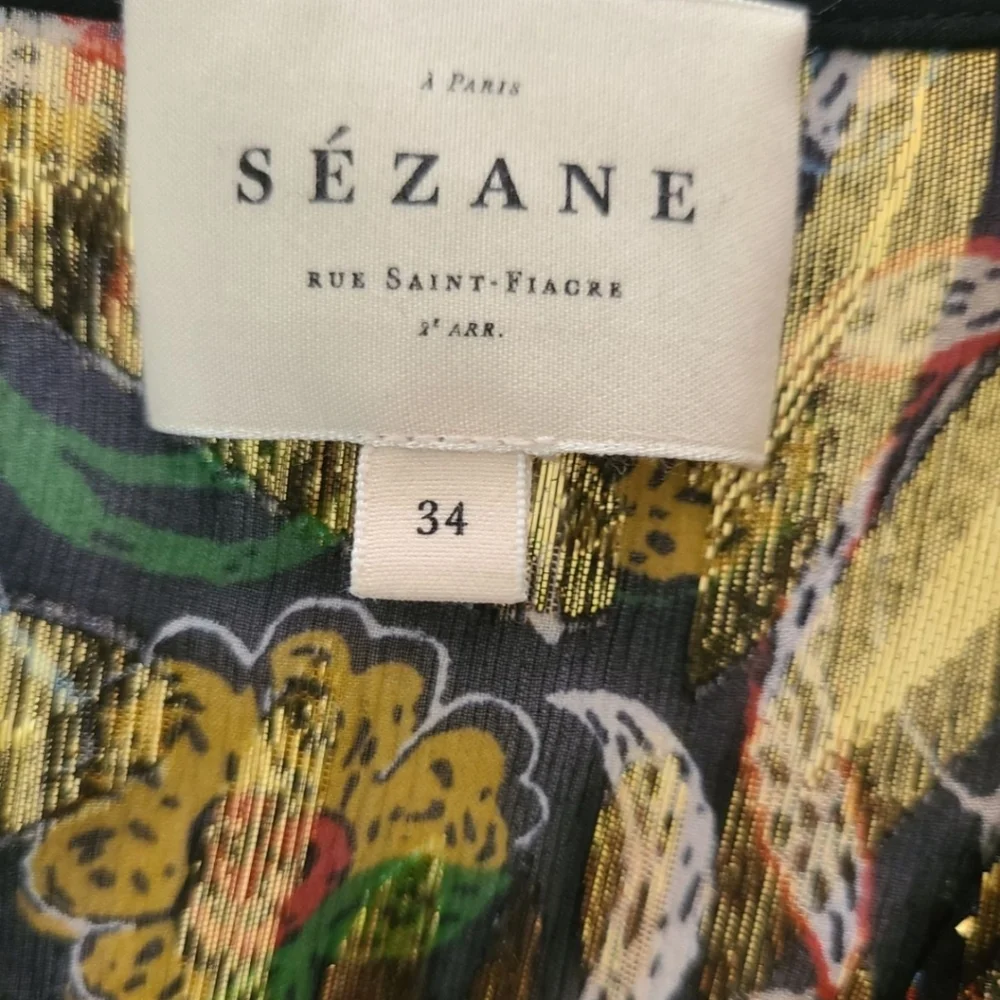 À PARIS
SÉZANE
RUE SAINT-FIACRE
2E ARR.
34